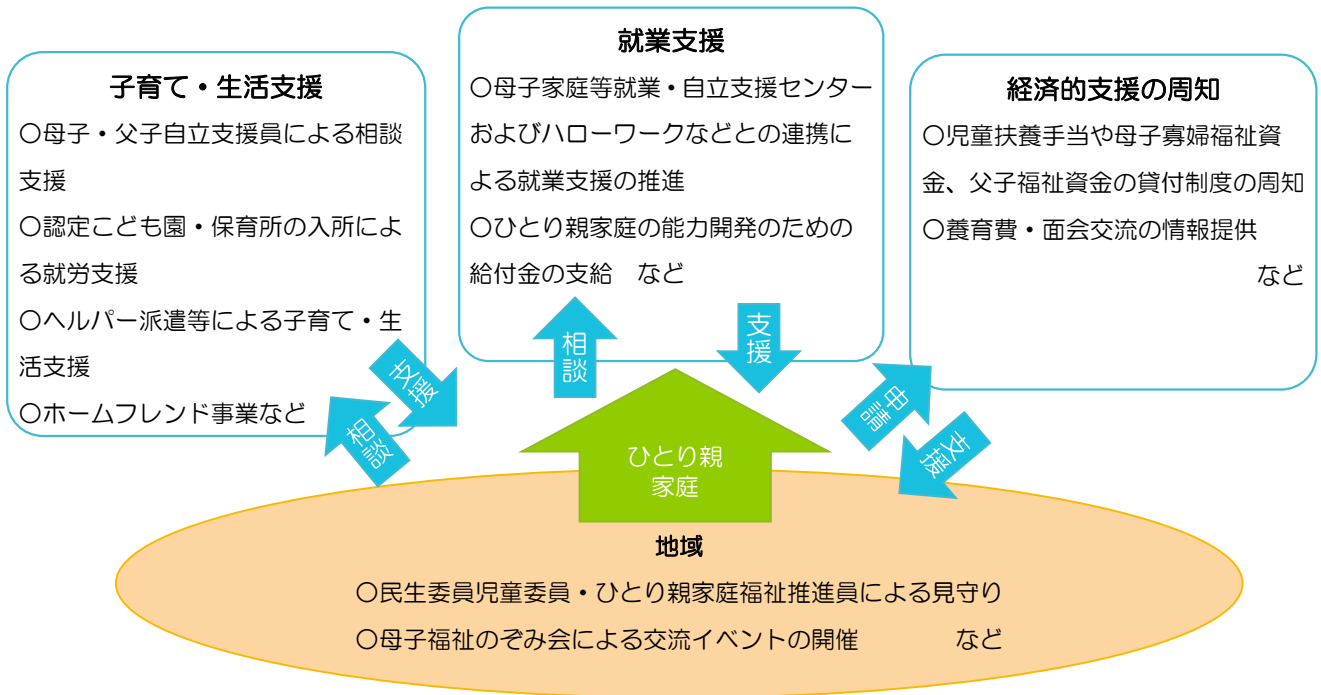 子育て・生活支援
〇母子・父子自立支援員による相談
支援
〇認定こども園・保育所の入所によ
る就労支援
〇ヘルパー派遣等による子育て・生
活支援
〇ホームフレンド事業など
就業支援
〇母子家庭等就業・自立支援センター
およびハローワークなどとの連携に
よる就業支援の推進
〇ひとり親家庭の能力開発のための
給付金の支給　など
経済的支援の周知
〇児童扶養手当や母子寡婦福祉資
金、父子福祉資金の貸付制度の周知
〇養育費・面会交流の情報提供
など
支援
相談
相談
支援
申請
支援
ひとり親
家庭
地域
〇民生委員児童委員・ひとり親家庭福祉推進員による見守り
〇母子福祉のぞみ会による交流イベントの開催　　　　など